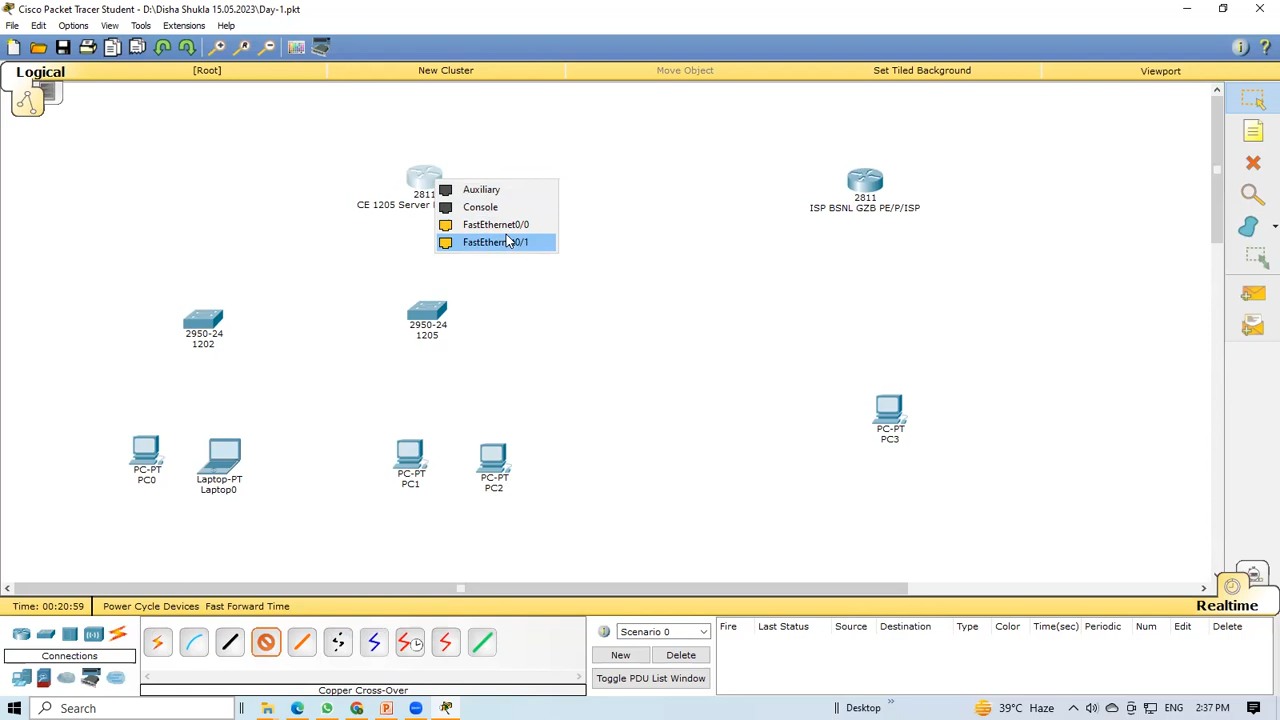 Cisco Packet Tracer Student - D:\Disha Shukla 15.05.2023\Day-1.pkt
File Edit Options View Tools Extensions Help
Logical [Root] New Cluster Move Object Set Tiled Background Viewport
2811
CE 1205 Server
Auxiliary
Console
FastEthernet0/0
FastEthernet0/1
2811
ISP BSNL GZB PE/P/ISP
2950-24
1202
2950-24
1205
PC-PT
PC0
Laptop-PT
Laptop0
PC-PT
PC1
PC-PT
PC2
PC-PT
PC3
Time: 00:20:59 Power Cycle Devices Fast Forward Time
Realtime
Connections
Copper Cross-Over
Scenario 0
New Delete
Toggle PDU List Window
Fire Last Status Source Destination Type Color Time(sec) Periodic Num Edit Delete
Search
Desktop
39°C Haze
ENG 2:37 PM